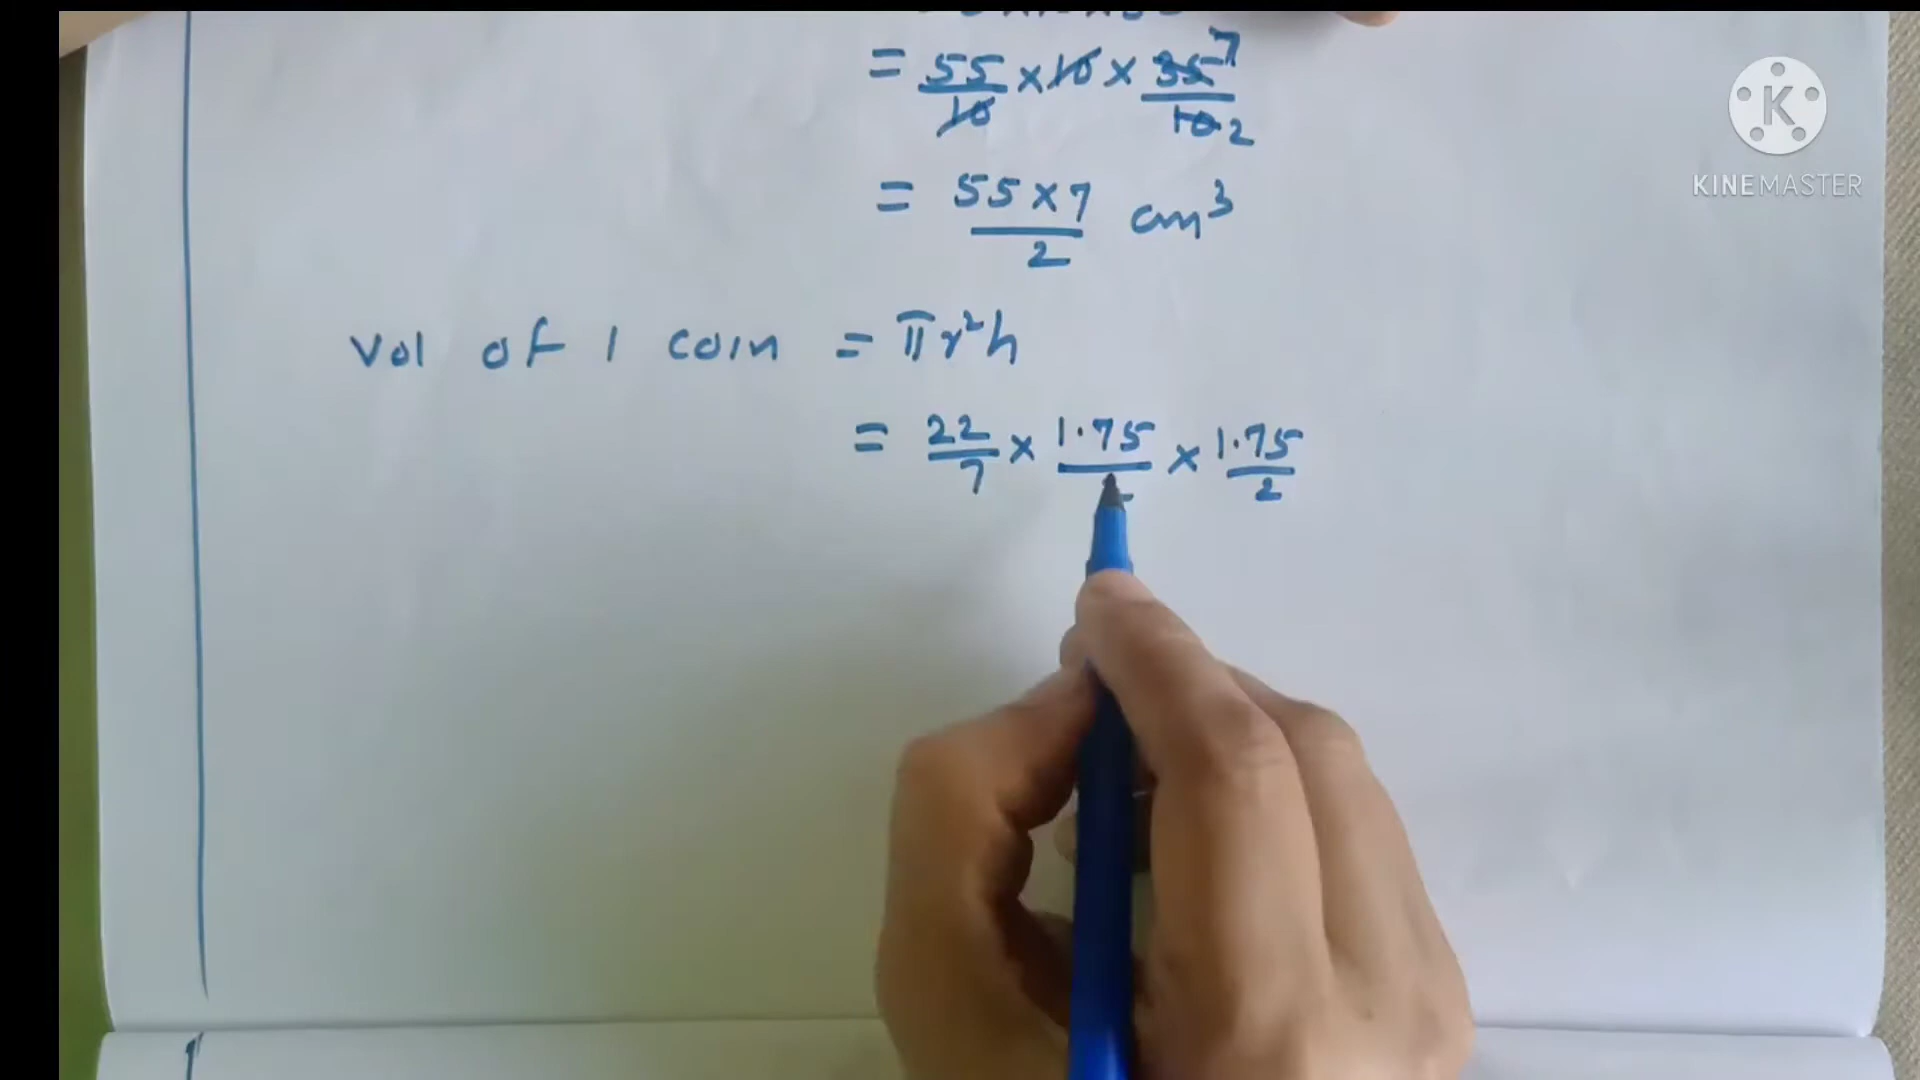 = 55/10 × 10 × 35/10 7 2
= 55 × 7/2 cm³
Vol of 1 coin = πr²h
= 22/7 × 1.75/2 × 1.75/2
K
KINEMASTER